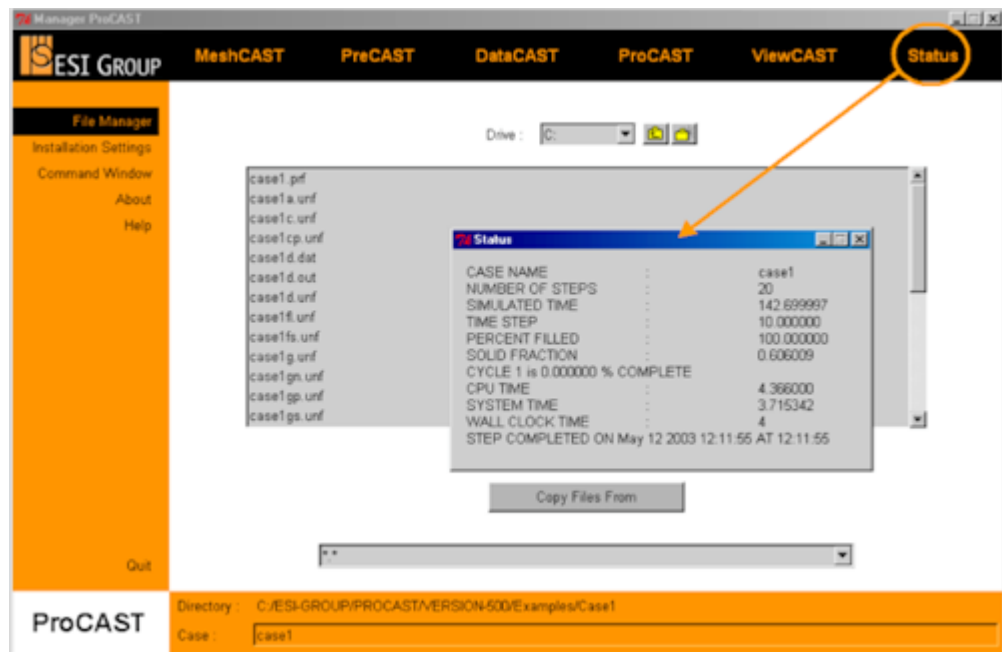 Manager ProCAST
ESI GROUP MeshCAST PreCAST DataCAST ProCAST ViewCAST Status
File Manager
Installation Settings
Command Window
About
Help
Drive : C:
case1.prf
case1a.unf
case1c.unf
case1cp.unf
case1d.dat
case1d.out
case1d.unf
case1fl.unf
case1fs.unf
case1g.unf
case1gn.unf
case1gp.unf
case1gs.unf
Status
CASE NAME : case1
NUMBER OF STEPS : 20
SIMULATED TIME : 142.699997
TIME STEP : 10.000000
PERCENT FILLED : 100.000000
SOLID FRACTION : 0.606009
CYCLE 1 is 0.000000 % COMPLETE
CPU TIME : 4.366000
SYSTEM TIME : 3.715342
WALL CLOCK TIME : 4
STEP COMPLETED ON May 12 2003 12:11:55 AT 12:11:55
Copy Files From
*.*
Quit
ProCAST
Directory : C:/ESI-GROUP/PROCAST/VERSION-500/Examples/Case1
Case : case1